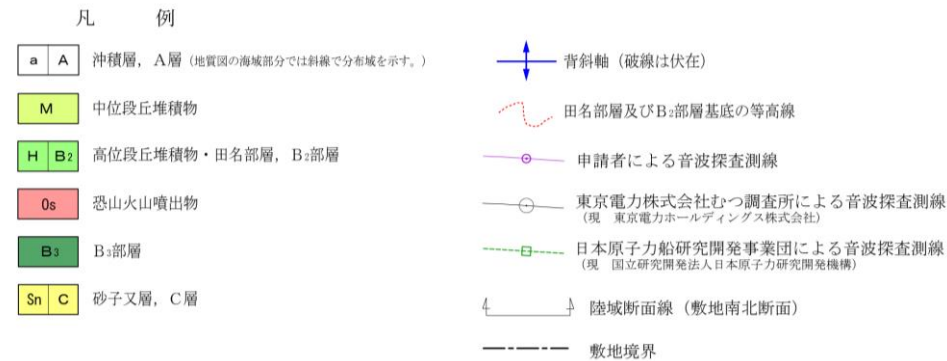 凡　例
a A 沖積層，A層（地質図の海域部分では斜線で分布域を示す。）
M 中位段丘堆積物
H B₂ 高位段丘堆積物・田名部層，B₂部層
Os 恐山火山噴出物
B₃ B₃部層
Sn C 砂子又層，C層
背斜軸（破線は伏在）
田名部層及びB₂部層基底の等高線
申請者による音波探査測線
東京電力株式会社むつ調査所による音波探査測線
（現　東京電力ホールディングス株式会社）
日本原子力船研究開発事業団による音波探査測線
（現　国立研究開発法人日本原子力研究開発機構）
陸域断面線（敷地南北断面）
敷地境界